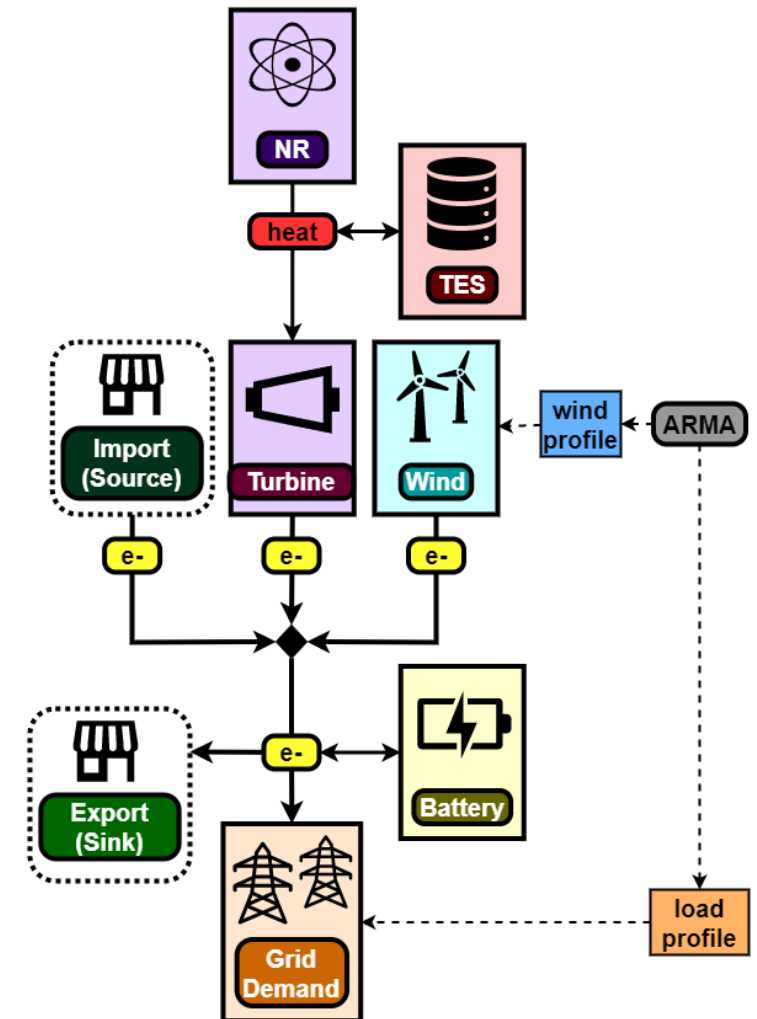 NR
heat
TES
Import
(Source)
Turbine
Wind
wind
profile
ARMA
e-
e-
e-
Export
(Sink)
e-
Battery
Grid
Demand
load
profile